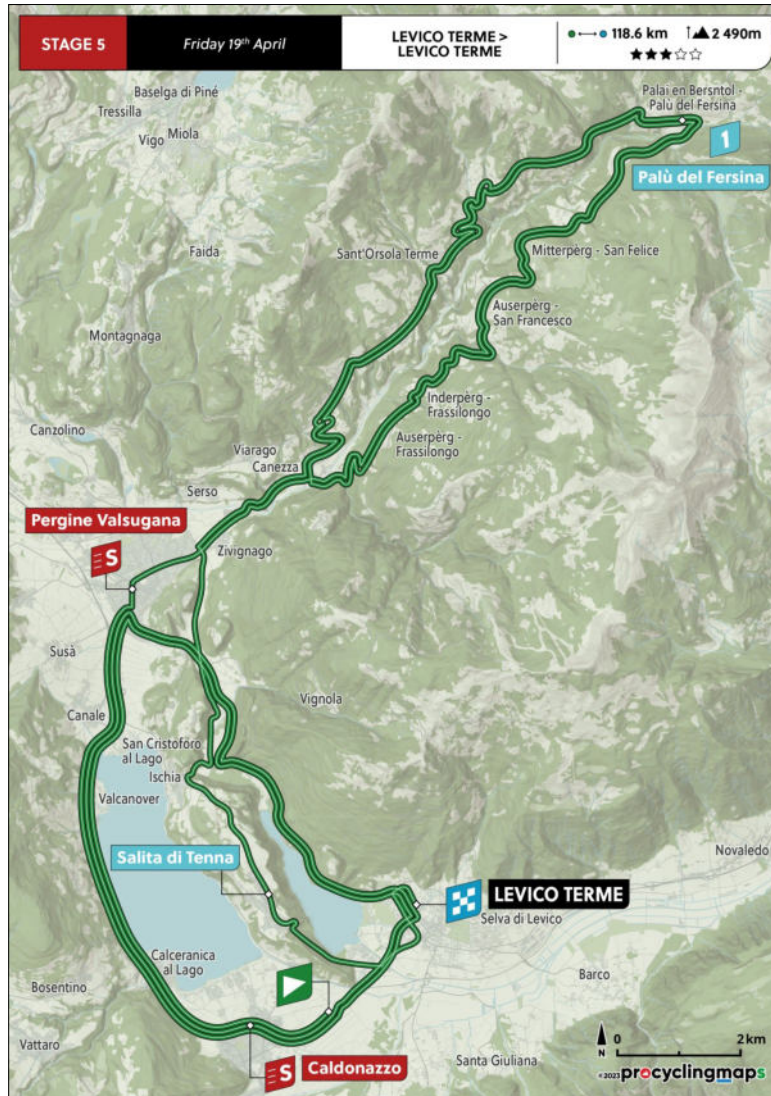 STAGE 5
Friday 19th April
LEVICO TERME >
LEVICO TERME
118.6 km
2 490m
Baselga di Piné
Tressilla
Miola
Vigo
Palai en Bersntol -
Palù del Fersina
1
Palù del Fersina
Faida
Sant'Orsola Terme
Mitterpèrg - San Felice
Montagnaga
Auserpèrg -
San Francesco
Inderpèrg -
Frassilongo
Canzolino
Viarago
Canezza
Auserpèrg -
Frassilongo
Serso
Pergine Valsugana
S
Zivignago
Susà
Vignola
Canale
San Cristoforo
al Lago
Ischia
Valcanover
Novaledo
Salita di Tenna
LEVICO TERME
Selva di Levico
Calceranica
al Lago
Barco
Bosentino
Vattaro
S
Caldonazzo
Santa Giuliana
N
0
2km
©2023
procyclingmaps